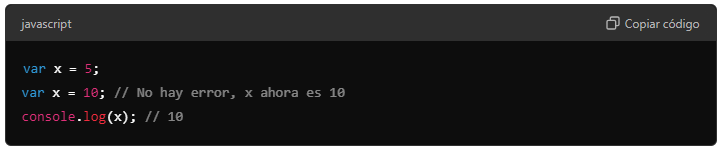 javascript
Copiar código
var x = 5;
var x = 10; // No hay error, x ahora es 10
console.log(x); // 10